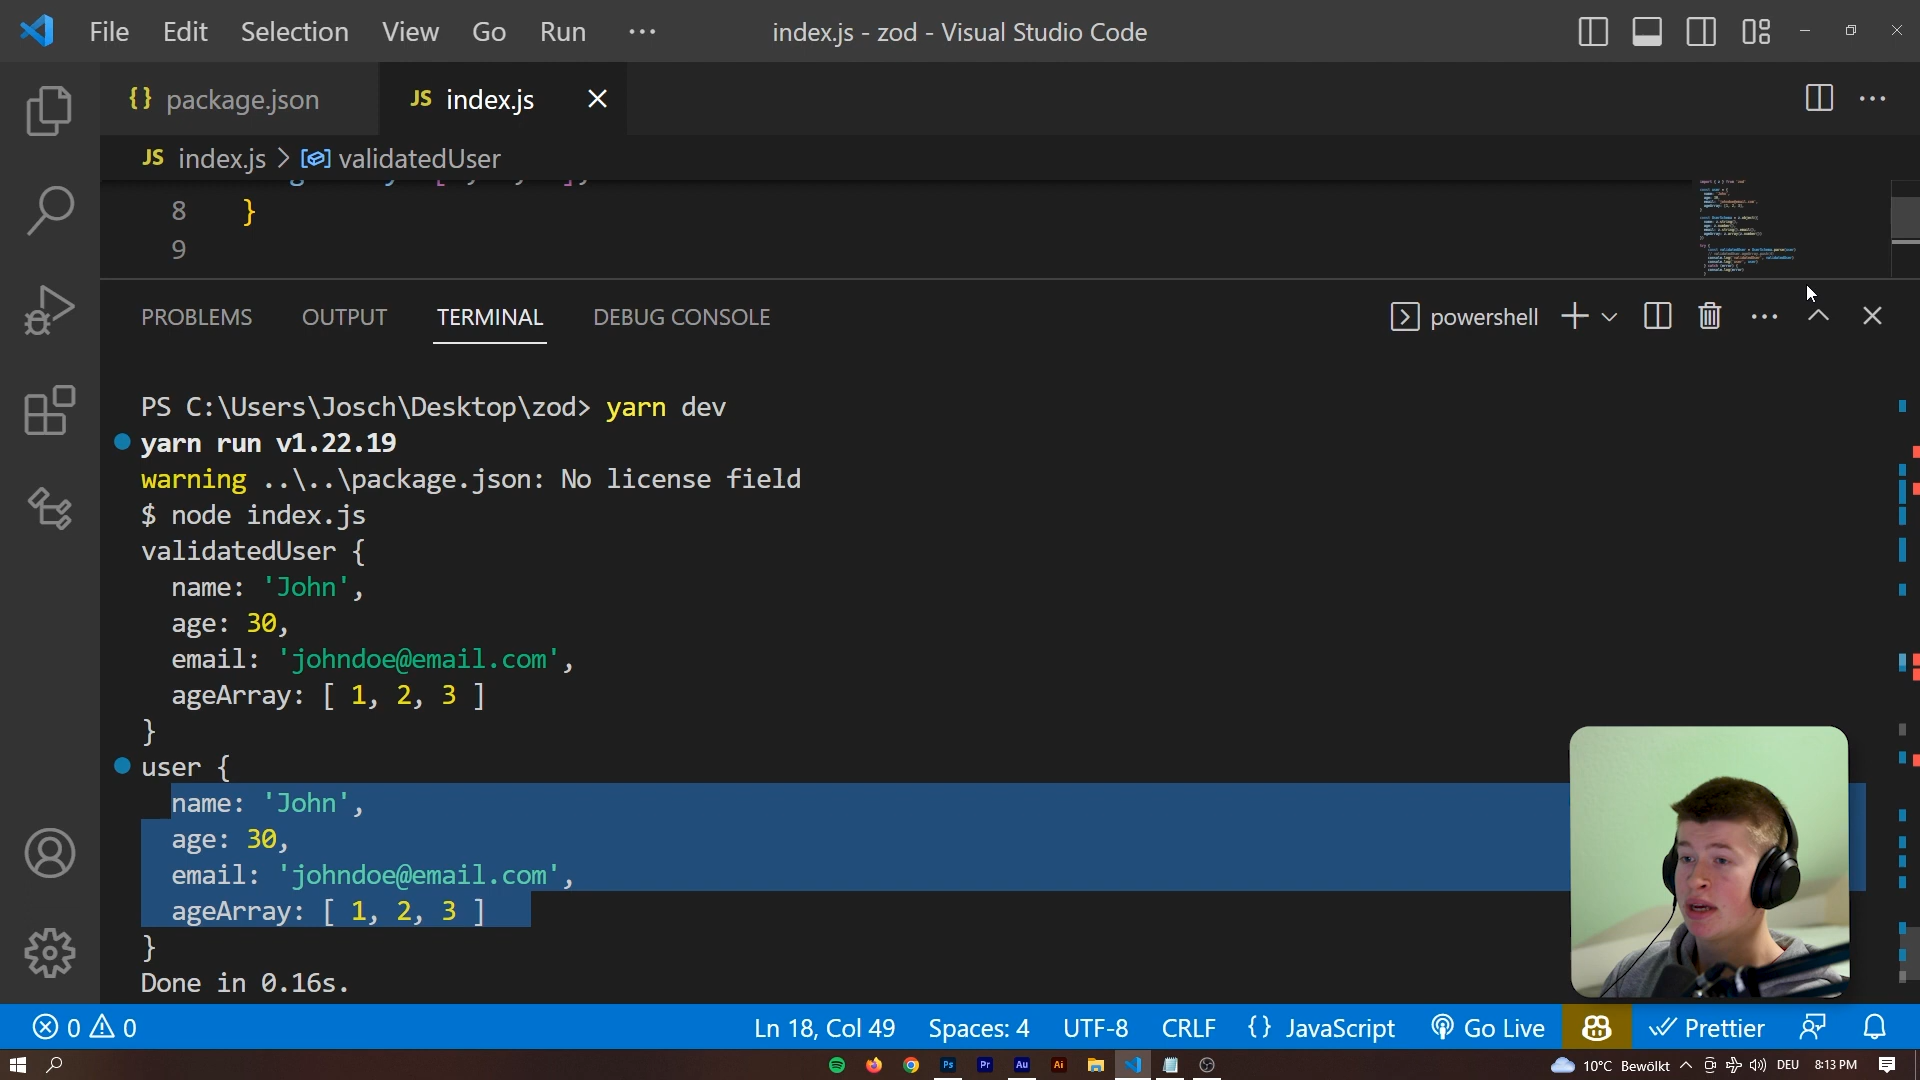 File Edit Selection View Go Run ··· index.js - zod - Visual Studio Code
{} package.json JS index.js
JS index.js > validatedUser
8 }
9
PROBLEMS OUTPUT TERMINAL DEBUG CONSOLE powershell
PS C:\Users\Josch\Desktop\zod> yarn dev
yarn run v1.22.19
warning ..\..\package.json: No license field
$ node index.js
validatedUser {
name: 'John',
age: 30,
email: 'johndoe@email.com',
ageArray: [ 1, 2, 3 ]
}
user {
name: 'John',
age: 30,
email: 'johndoe@email.com',
ageArray: [ 1, 2, 3 ]
}
Done in 0.16s.
0 0 Ln 18, Col 49 Spaces: 4 UTF-8 CRLF {} JavaScript Go Live Prettier
Ps Pr Au Ai 10°C Bewölkt DEU 8:13 PM